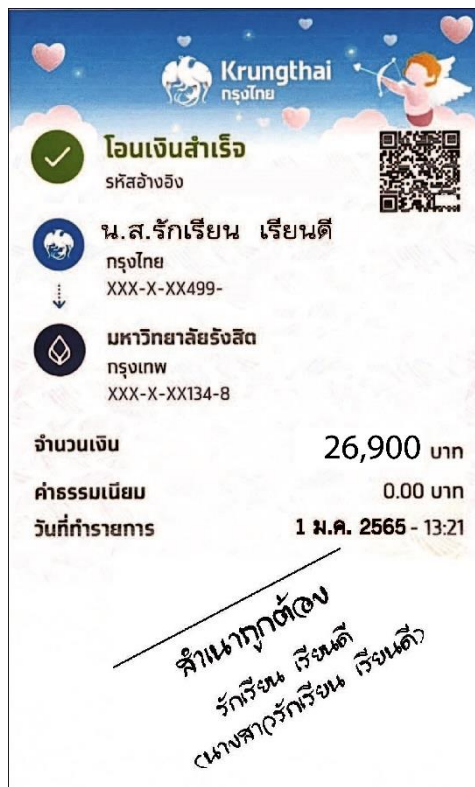 Krungthai
กรุงไทย
โอนเงินสำเร็จ
รหัสอ้างอิง
น.ส.รักเรียน เรียนดี
กรุงไทย
XXX-X-XX499-
มหาวิทยาลัยรังสิต
กรุงเทพ
XXX-X-XX134-8
จำนวนเงิน 26,900 บาท
ค่าธรรมเนียม 0.00 บาท
วันที่ทำรายการ 1 ม.ค. 2565 - 13:21
สำเนาถูกต้อง
รักเรียน เรียนดี
(นางสาวรักเรียน เรียนดี)